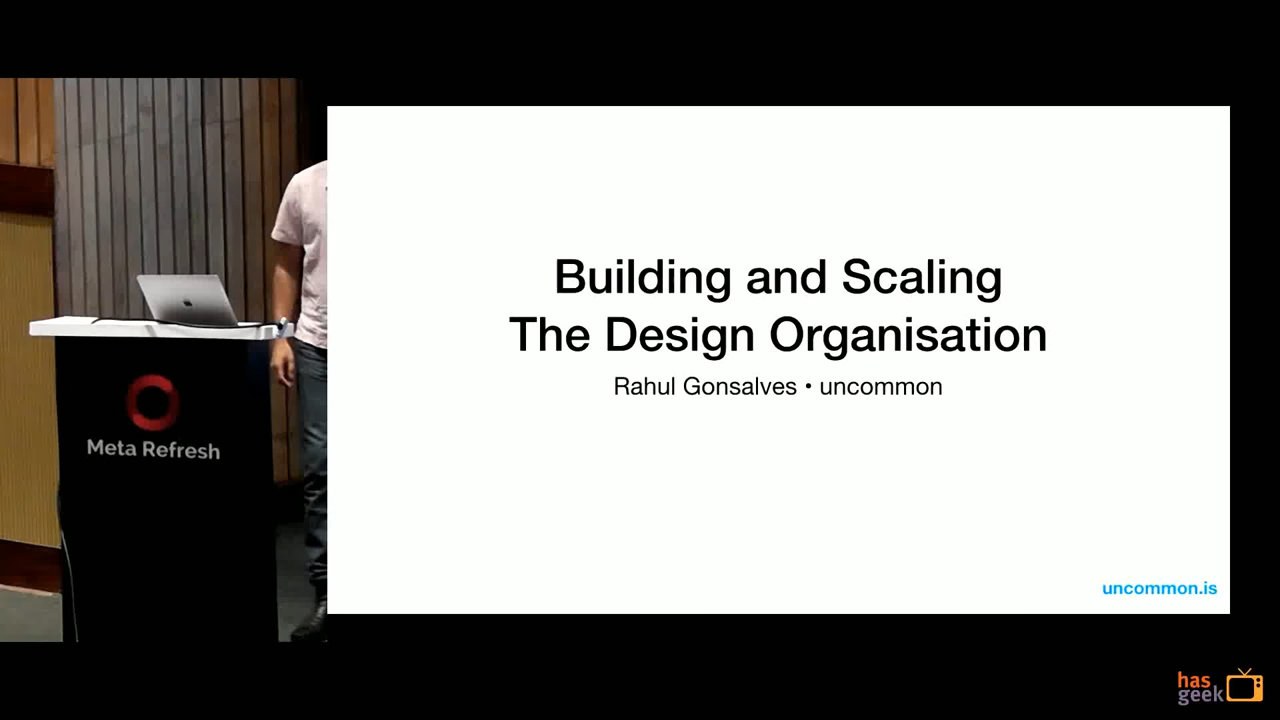 Building and Scaling
The Design Organisation
Rahul Gonsalves • uncommon
uncommon.is
Meta Refresh
has
geek